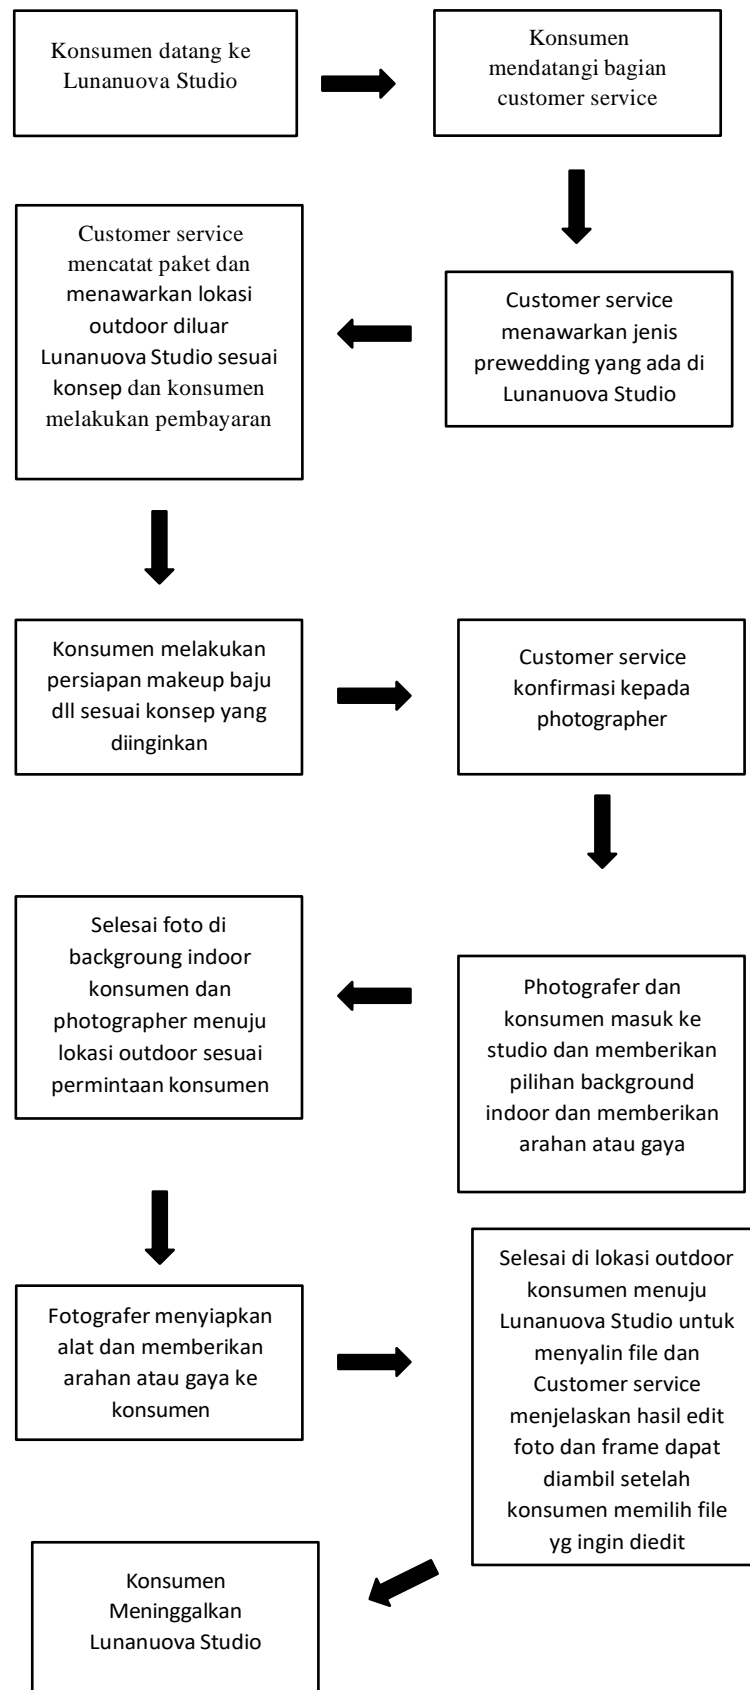 Konsumen datang ke
Lunanuova Studio
Konsumen
mendatangi bagian
customer service
Customer service
menawarkan jenis
prewedding yang ada di
Lunanuova Studio
Customer service
mencatat paket dan
menawarkan lokasi
outdoor diluar
Lunanuova Studio sesuai
konsep dan konsumen
melakukan pembayaran
Konsumen melakukan
persiapan makeup baju
dll sesuai konsep yang
diinginkan
Customer service
konfirmasi kepada
photographer
Photografer dan
konsumen masuk ke
studio dan memberikan
pilihan background
indoor dan memberikan
arahan atau gaya
Selesai foto di
backgroung indoor
konsumen dan
photographer menuju
lokasi outdoor sesuai
permintaan konsumen
Fotografer menyiapkan
alat dan memberikan
arahan atau gaya ke
konsumen
Selesai di lokasi outdoor
konsumen menuju
Lunanuova Studio untuk
menyalin file dan
Customer service
menjelaskan hasil edit
foto dan frame dapat
diambil setelah
konsumen memilih file
yg ingin diedit
Konsumen
Meninggalkan
Lunanuova Studio